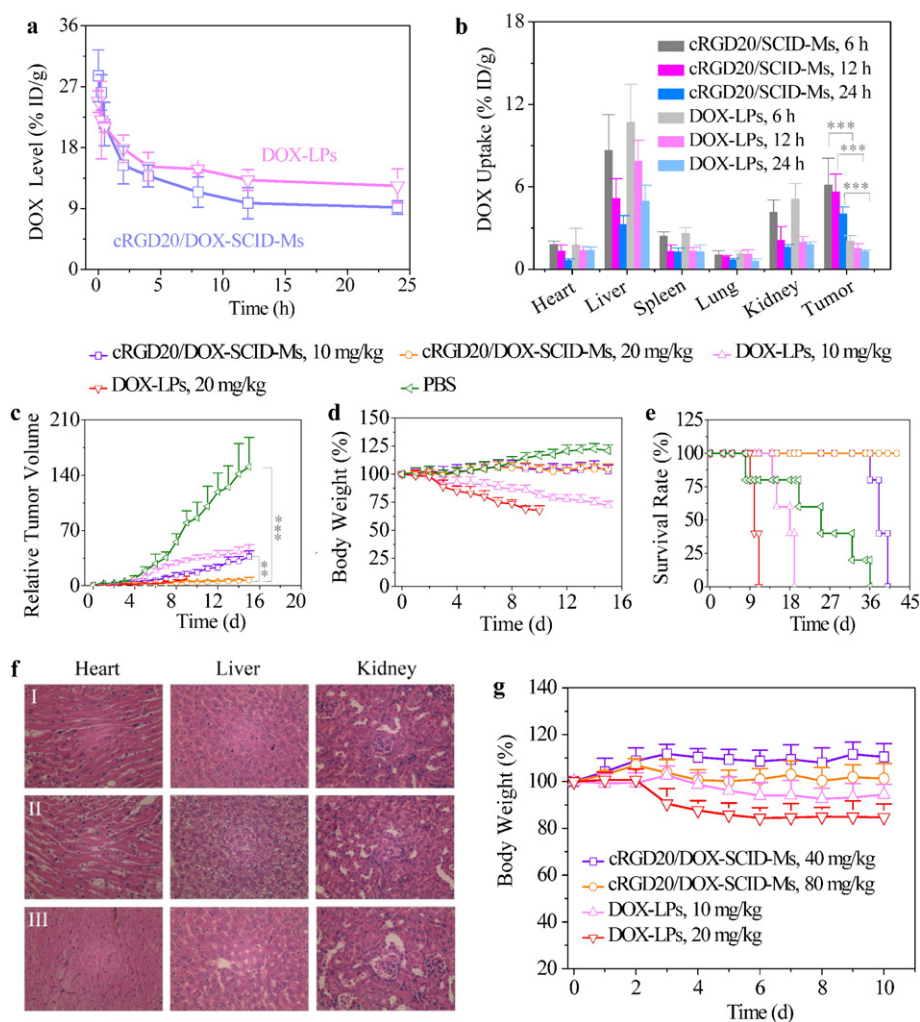 a
DOX Level (% ID/g)
36
27
18
9
0
DOX-LPs
cRGD20/DOX-SCID-Ms
0 5 10 15 20 25
Time (h)
b
DOX Uptake (% ID/g)
18
12
6
0
cRGD20/SCID-Ms, 6 h
cRGD20/SCID-Ms, 12 h
cRGD20/SCID-Ms, 24 h
DOX-LPs, 6 h
DOX-LPs, 12 h
DOX-LPs, 24 h
***
***
***
Heart Liver Spleen Lung Kidney Tumor
cRGD20/DOX-SCID-Ms, 10 mg/kg cRGD20/DOX-SCID-Ms, 20 mg/kg DOX-LPs, 10 mg/kg
DOX-LPs, 20 mg/kg PBS
c
Relative Tumor Volume
210
140
70
0
***
**
0 4 8 12 16 20
Time (d)
d
Body Weight (%)
150
125
100
75
50
25
0
0 3 6 9 12 15
Time (d)
e
Survival Rate (%)
125
100
75
50
25
0
0 9 18 27 36 45
Time (d)
f
Heart Liver Kidney
I
II
III
g
Body Weight (%)
140
120
100
80
60
40
20
cRGD20/DOX-SCID-Ms, 40 mg/kg
cRGD20/DOX-SCID-Ms, 80 mg/kg
DOX-LPs, 10 mg/kg
DOX-LPs, 20 mg/kg
0 2 4 6 8 10
Time (d)